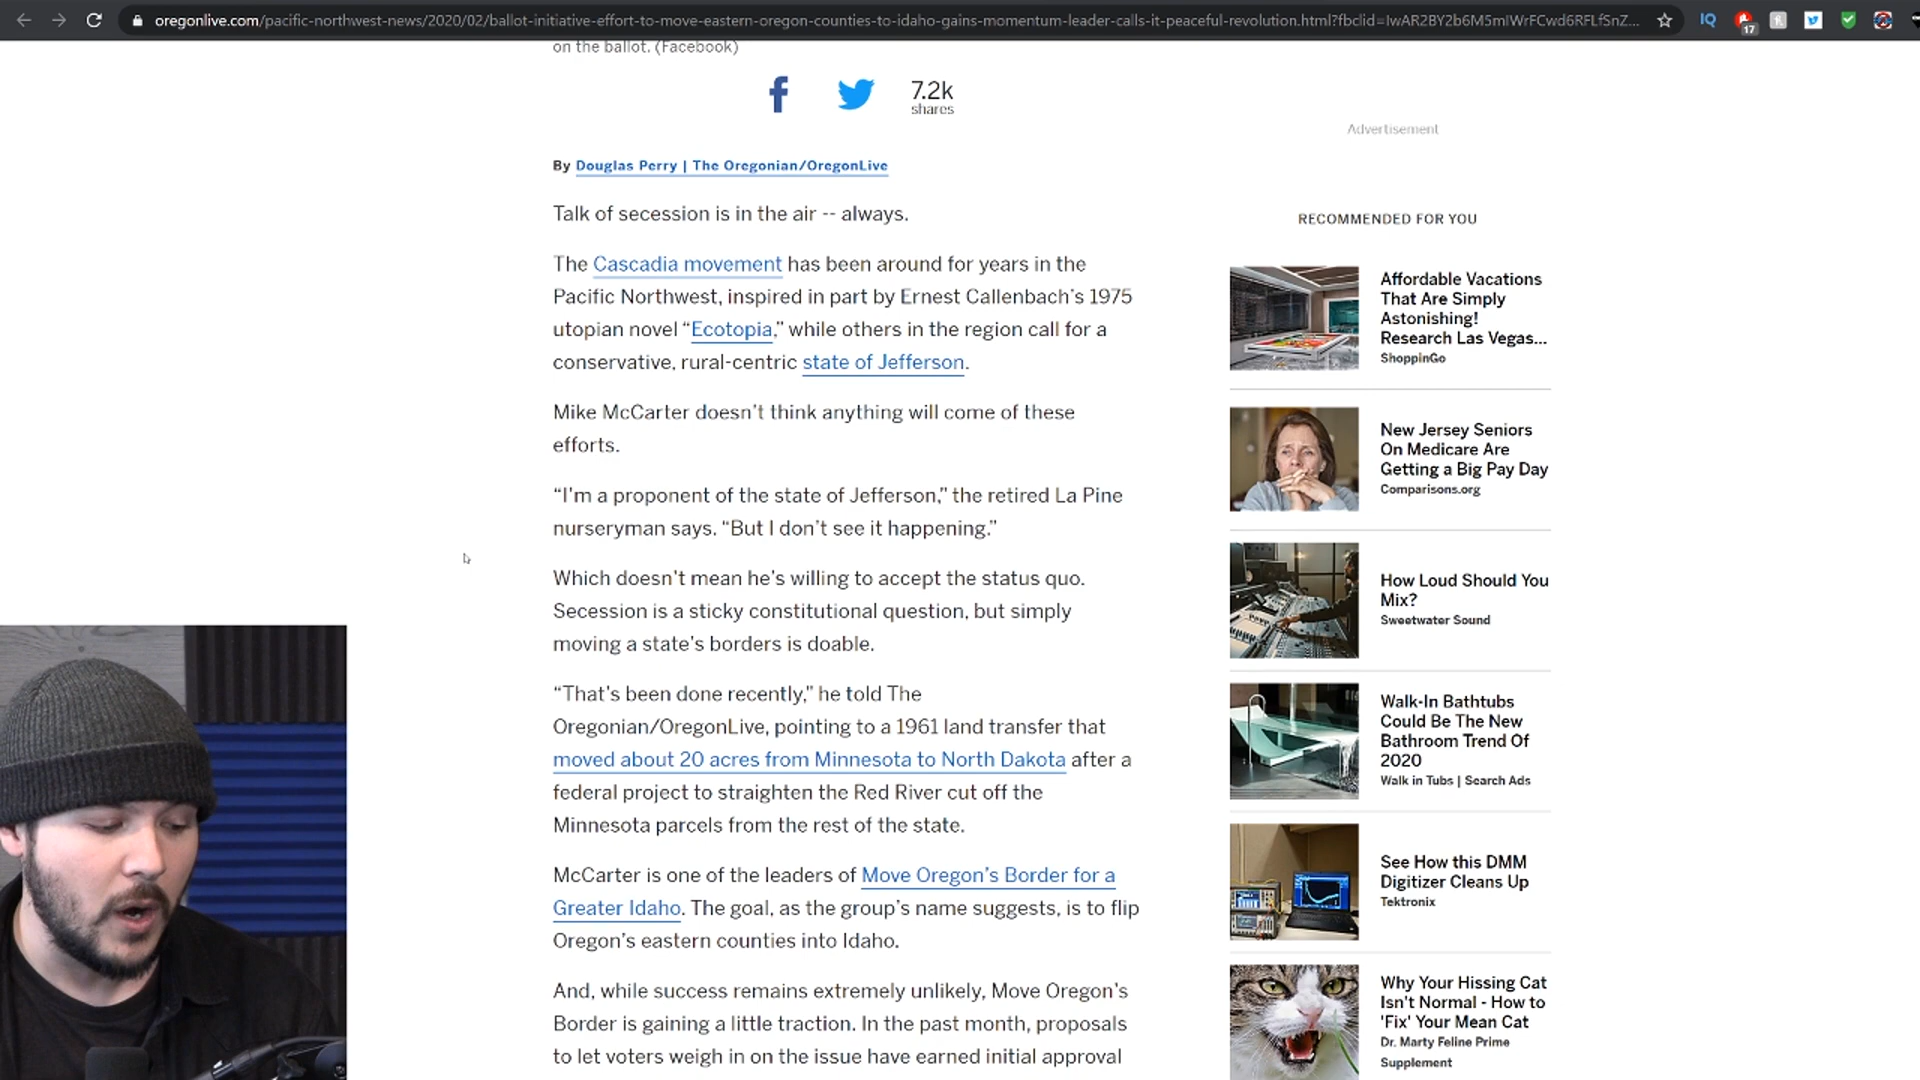 oregonlive.com/pacific-northwest-news/2020/02/ballot-initiative-effort-to-move-eastern-oregon-counties-to-idaho-gains-momentum-leader-calls-it-peaceful-revolution.html?fbclid=IwAR2BY2b6M5mIWrFCwd6RFLfSnZ...
IQ
17
on the ballot. (Facebook)
7.2k
shares
By Douglas Perry | The Oregonian/OregonLive
Talk of secession is in the air -- always.
The Cascadia movement has been around for years in the
Pacific Northwest, inspired in part by Ernest Callenbach's 1975
utopian novel “Ecotopia,” while others in the region call for a
conservative, rural-centric state of Jefferson.
Mike McCarter doesn't think anything will come of these
efforts.
“I'm a proponent of the state of Jefferson,” the retired La Pine
nurseryman says. “But I don't see it happening.”
Which doesn't mean he's willing to accept the status quo.
Secession is a sticky constitutional question, but simply
moving a state's borders is doable.
“That's been done recently,” he told The
Oregonian/OregonLive, pointing to a 1961 land transfer that
moved about 20 acres from Minnesota to North Dakota after a
federal project to straighten the Red River cut off the
Minnesota parcels from the rest of the state.
McCarter is one of the leaders of Move Oregon's Border for a
Greater Idaho. The goal, as the group's name suggests, is to flip
Oregon's eastern counties into Idaho.
And, while success remains extremely unlikely, Move Oregon's
Border is gaining a little traction. In the past month, proposals
to let voters weigh in on the issue have earned initial approval
Advertisement
RECOMMENDED FOR YOU
Affordable Vacations
That Are Simply
Astonishing!
Research Las Vegas...
ShoppinGo
New Jersey Seniors
On Medicare Are
Getting a Big Pay Day
Comparisons.org
How Loud Should You
Mix?
Sweetwater Sound
Walk-In Bathtubs
Could Be The New
Bathroom Trend Of
2020
Walk in Tubs | Search Ads
See How this DMM
Digitizer Cleans Up
Tektronix
Why Your Hissing Cat
Isn't Normal - How to
'Fix' Your Mean Cat
Dr. Marty Feline Prime
Supplement